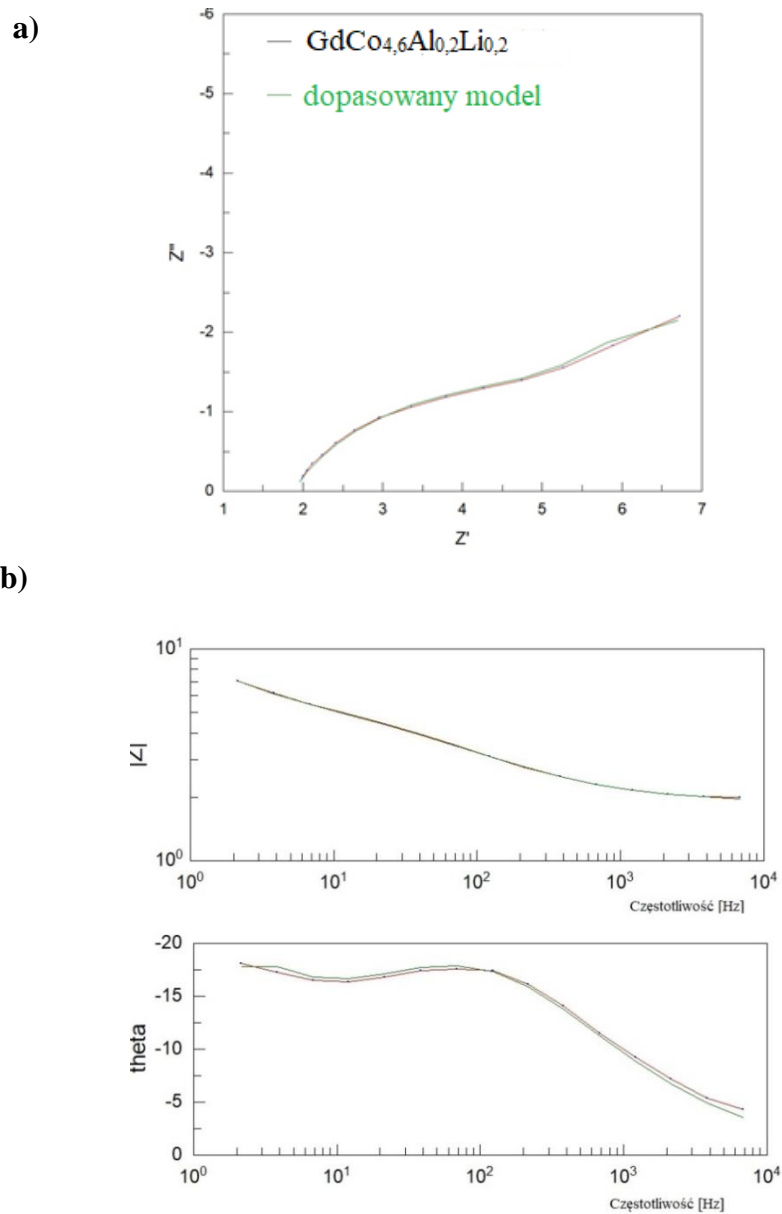 a)
-6
GdCo4,6Al0,2Li0,2
-5
dopasowany model
-4
-3
Z''
-2
-1
0
1 2 3 4 5 6 7
Z'
b)
10¹
|Z|
10⁰
10⁰ 10¹ 10² 10³ 10⁴
Częstotliwość [Hz]
-20
-15
-10
theta
-5
0
10⁰ 10¹ 10² 10³ 10⁴
Częstotliwość [Hz]